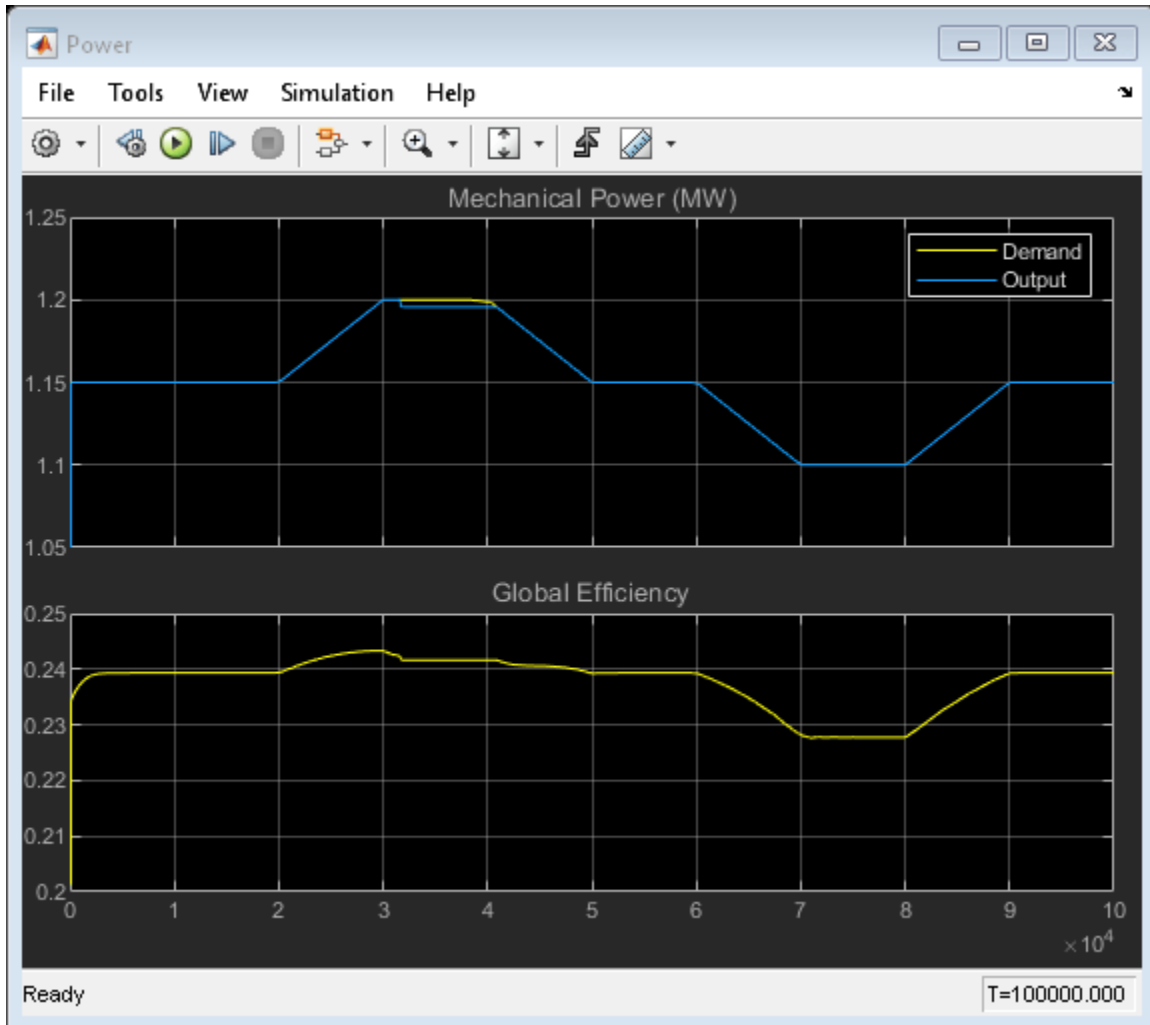 Power
File Tools View Simulation Help
Mechanical Power (MW)
1.25
1.2
1.15
1.1
1.05
Demand
Output
Global Efficiency
0.25
0.24
0.23
0.22
0.21
0.2
0 1 2 3 4 5 6 7 8 9 10
×10⁴
Ready T=100000.000